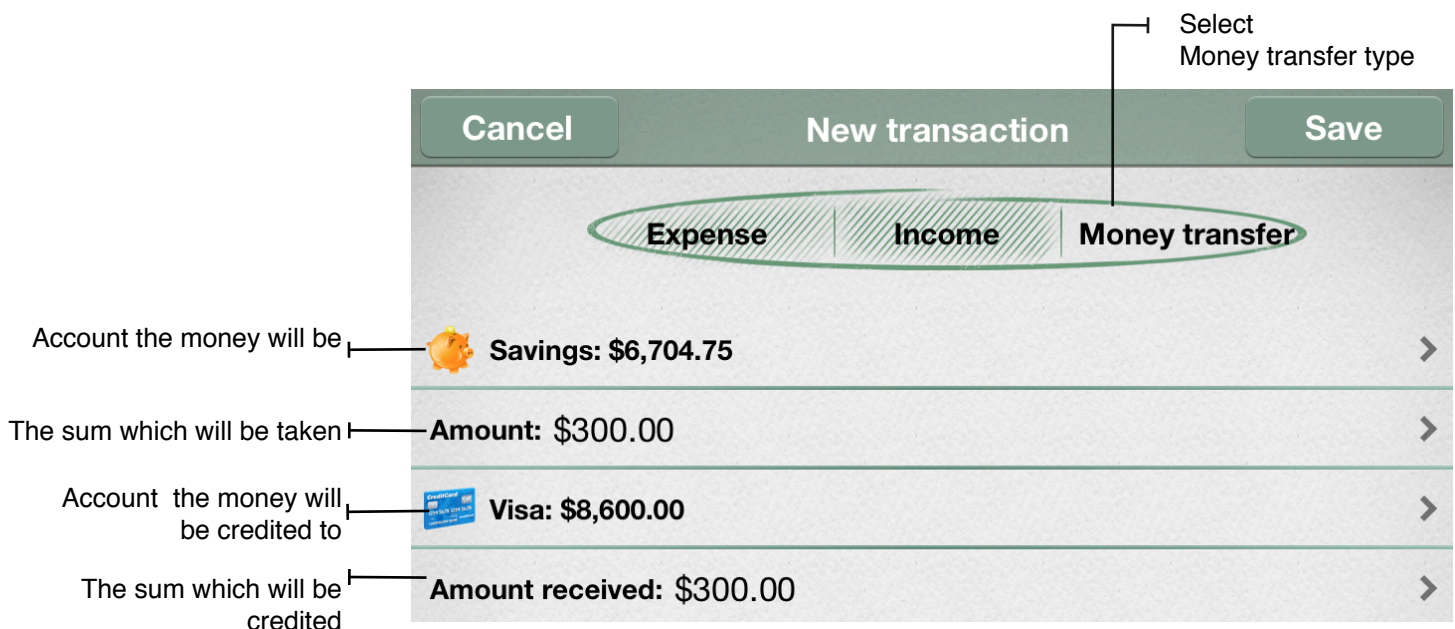 Select
Money transfer type
Cancel New transaction Save
Expense Income Money transfer
Account the money will be
Savings: $6,704.75
The sum which will be taken
Amount: $300.00
Account the money will
be credited to
CreditCard
Visa: $8,600.00
The sum which will be
credited
Amount received: $300.00